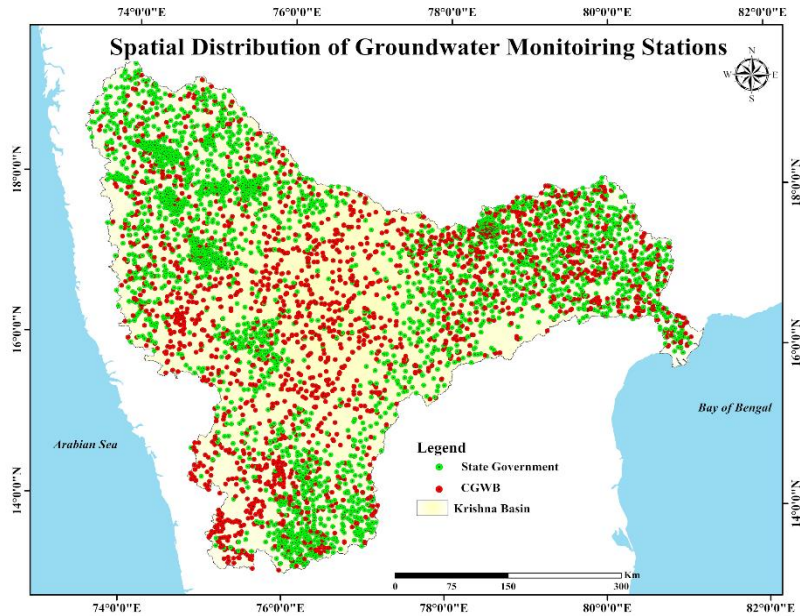 74°0'0"E 76°0'0"E 78°0'0"E 80°0'0"E 82°0'0"E
Spatial Distribution of Groundwater Monitoiring Stations
N
W E
S
18°0'0"N 18°0'0"N
16°0'0"N 16°0'0"N
Bay of Bengal
Arabian Sea
Legend
State Government
CGWB
Krishna Basin
14°0'0"N 14°0'0"N
Km
0 75 150 300
74°0'0"E 76°0'0"E 78°0'0"E 80°0'0"E 82°0'0"E